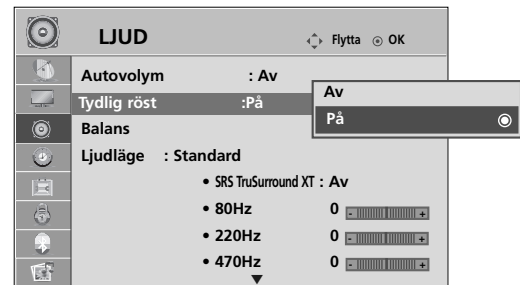 LJUD Flytta OK
Autovolym : Av
Tydlig röst :På
Av
På
Balans
Ljudläge : Standard
• SRS TruSurround XT : Av
• 80Hz 0 - +
• 220Hz 0 - +
• 470Hz 0 - +